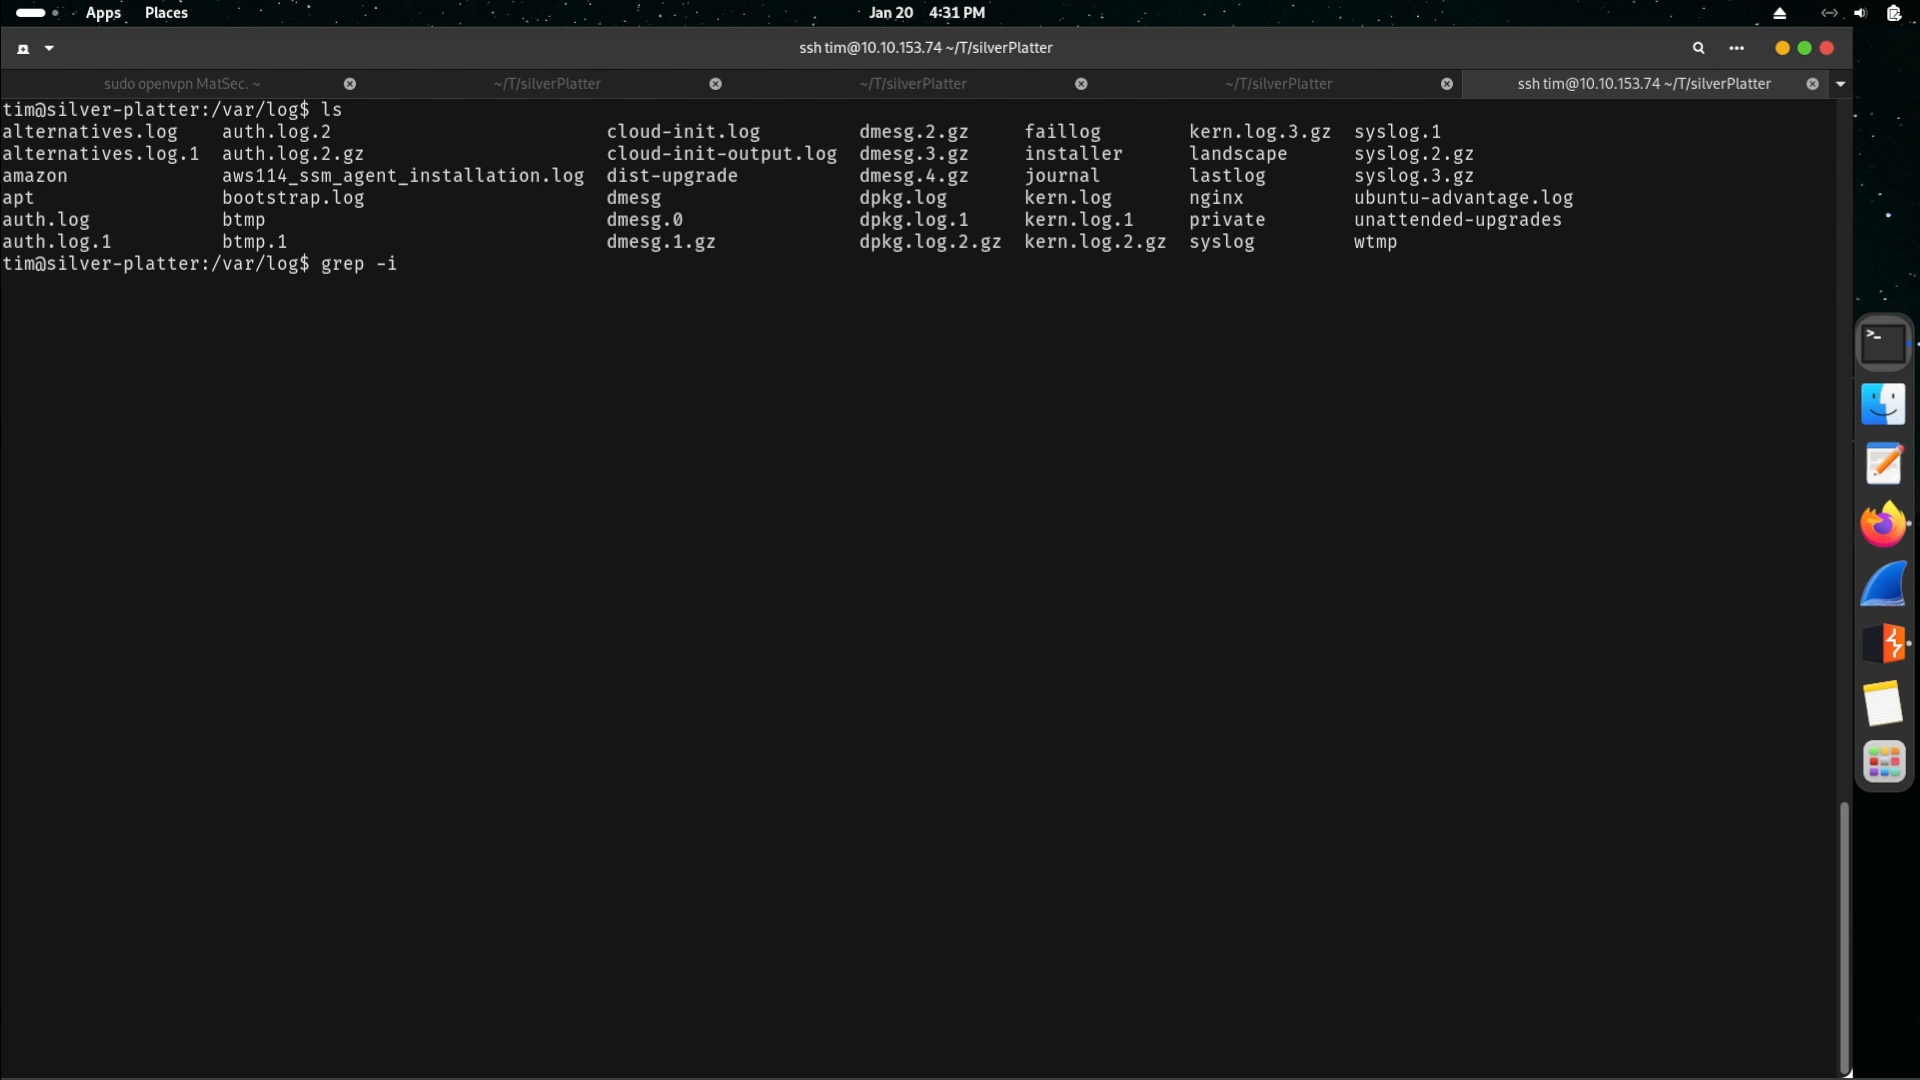 Apps Places Jan 20 4:31 PM
ssh tim@10.10.153.74 ~/T/silverPlatter
sudo openvpn MatSec. ~ ~/T/silverPlatter ~/T/silverPlatter ~/T/silverPlatter ssh tim@10.10.153.74 ~/T/silverPlatter
tim@silver-platter:/var/log$ ls
alternatives.log auth.log.2 cloud-init.log dmesg.2.gz faillog kern.log.3.gz syslog.1
alternatives.log.1 auth.log.2.gz cloud-init-output.log dmesg.3.gz installer landscape syslog.2.gz
amazon aws114_ssm_agent_installation.log dist-upgrade dmesg.4.gz journal lastlog syslog.3.gz
apt bootstrap.log dmesg dpkg.log kern.log nginx ubuntu-advantage.log
auth.log btmp dmesg.0 dpkg.log.1 kern.log.1 private unattended-upgrades
auth.log.1 btmp.1 dmesg.1.gz dpkg.log.2.gz kern.log.2.gz syslog wtmp
tim@silver-platter:/var/log$ grep -i